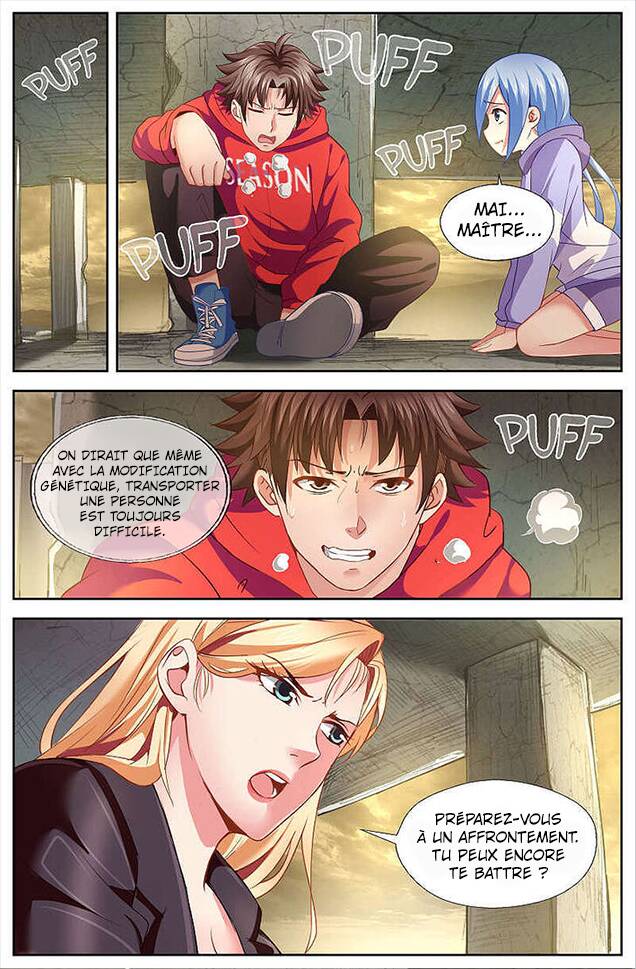 PUFF
PUFF
PUFF
PUFF
SEASON
MAI...
MAÎTRE...
ON DIRAIT QUE MÊME
AVEC LA MODIFICATION
GÉNÉTIQUE, TRANSPORTER
UNE PERSONNE
EST TOUJOURS
DIFFICILE.
PUFF
PRÉPAREZ-VOUS
À UN AFFRONTEMENT.
TU PEUX ENCORE
TE BATTRE ?